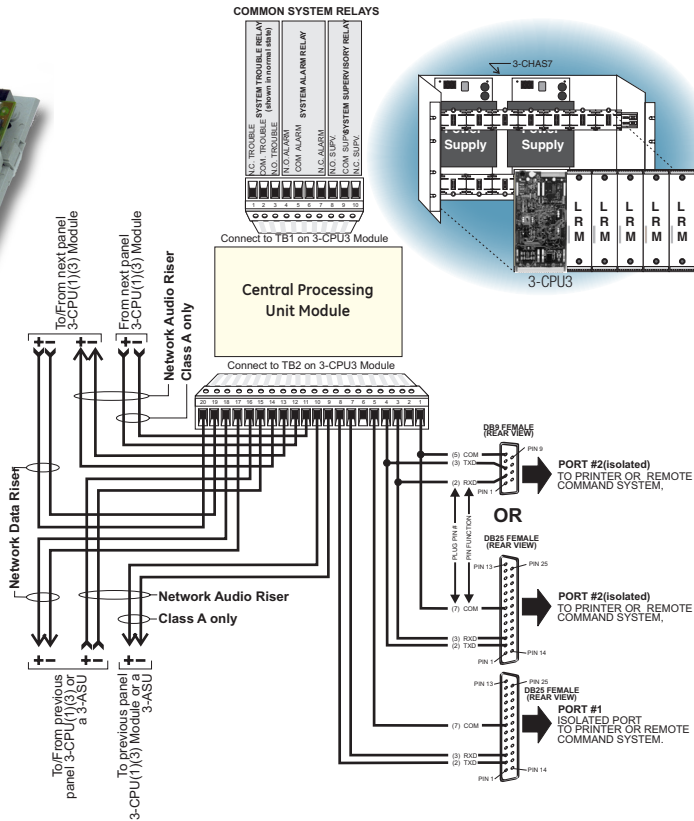 COMMON SYSTEM RELAYS
N.C. TROUBLE
COM. TROUBLE
N.O. TROUBLE
SYSTEM TROUBLE RELAY
(shown in normal state)
N.O. ALARM
COM ALARM
N.C. ALARM
SYSTEM ALARM RELAY
N.O. SUPV.
COM SUPV.
N.C. SUPV.
SYSTEM SUPERVISORY RELAY
1 2 3 4 5 6 7 8 9 10
Connect to TB1 on 3-CPU3 Module
Central Processing
Unit Module
Connect to TB2 on 3-CPU3 Module
20 19 18 17 16 15 14 13 12 11 10 9 8 7 6 5 4 3 2 1
3-CHAS7
Supply
Supply
LRM
LRM
LRM
LRM
3-CPU3
To/From next panel
3-CPU(1)(3) Module
From next panel
3-CPU(1)(3) Module
+ − + − + −
Network Audio Riser
Class A only
Network Data Riser
Network Audio Riser
Class A only
+ − + − + −
To/From previous
panel 3-CPU(1)(3) or
a 3-ASU
To previous panel
3-CPU(1)(3) Module or a
3-ASU
DB9 FEMALE
(REAR VIEW)
(5) COM
(3) TXD
(2) RXD
PIN 9
PIN 1
PORT #2(isolated)
TO PRINTER OR REMOTE
COMMAND SYSTEM,
PLUG PIN #
PIN FUNCTION
OR
DB25 FEMALE
(REAR VIEW)
PIN 13
PIN 25
(7) COM
(3) RXD
(2) TXD
PIN 1
PIN 14
PORT #2(isolated)
TO PRINTER OR REMOTE
COMMAND SYSTEM,
PIN 13
PIN 25
DB25 FEMALE
(REAR VIEW)
(7) COM
(3) RXD
(2) TXD
PIN 1
PIN 14
PORT #1
ISOLATED PORT
TO PRINTER OR REMOTE
COMMAND SYSTEM.